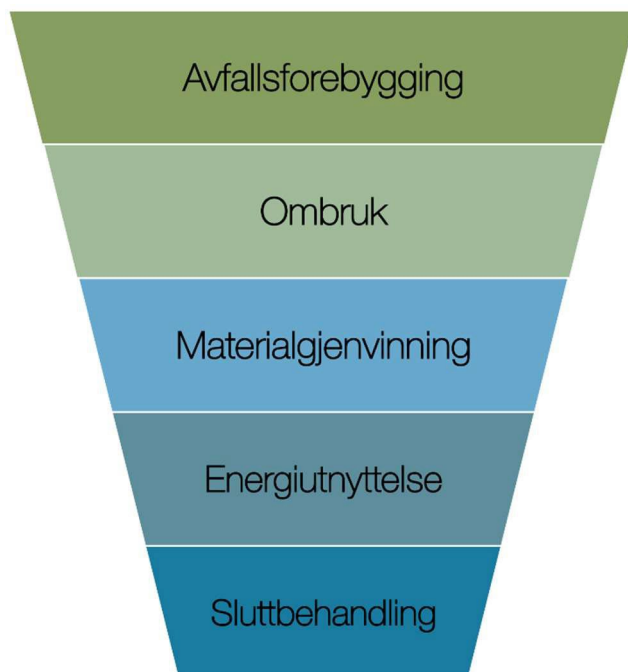 Avfallsforebygging
Ombruk
Materialgjenvinning
Energiutnyttelse
Sluttbehandling